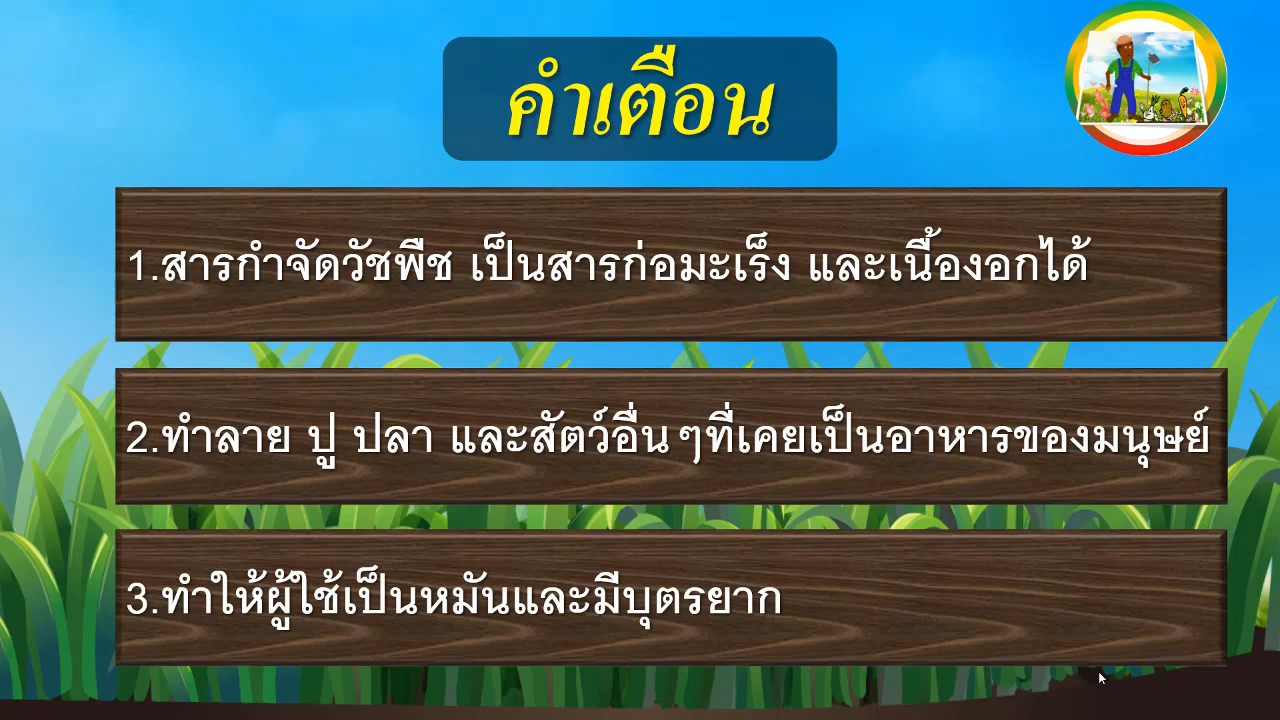 คำเตือน
1.สารกำจัดวัชพืช เป็นสารก่อมะเร็ง และเนื้องอกได้
2.ทำลาย ปู ปลา และสัตว์อื่นๆที่เคยเป็นอาหารของมนุษย์
3.ทำให้ผู้ใช้เป็นหมันและมีบุตรยาก